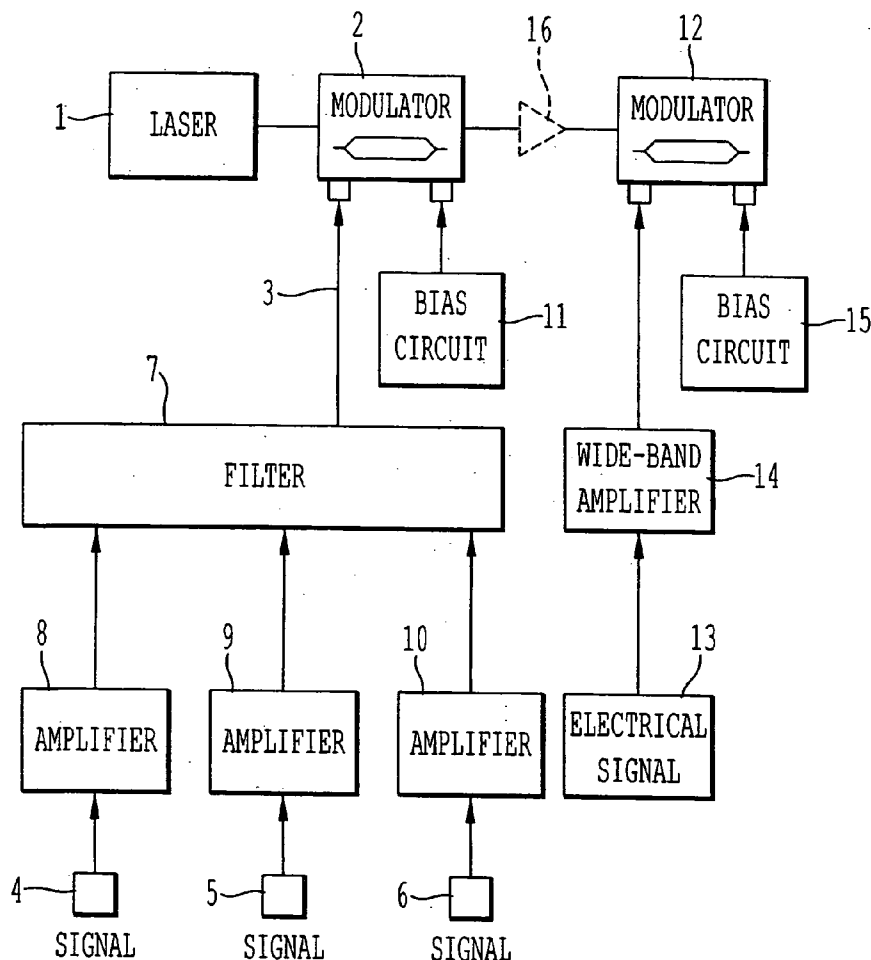 2
16
12
1
LASER
MODULATOR
MODULATOR
3
BIAS
CIRCUIT
11
BIAS
CIRCUIT
15
7
FILTER
WIDE-BAND
AMPLIFIER
14
8
9
10
13
AMPLIFIER
AMPLIFIER
AMPLIFIER
ELECTRICAL
SIGNAL
4
5
6
SIGNAL
SIGNAL
SIGNAL